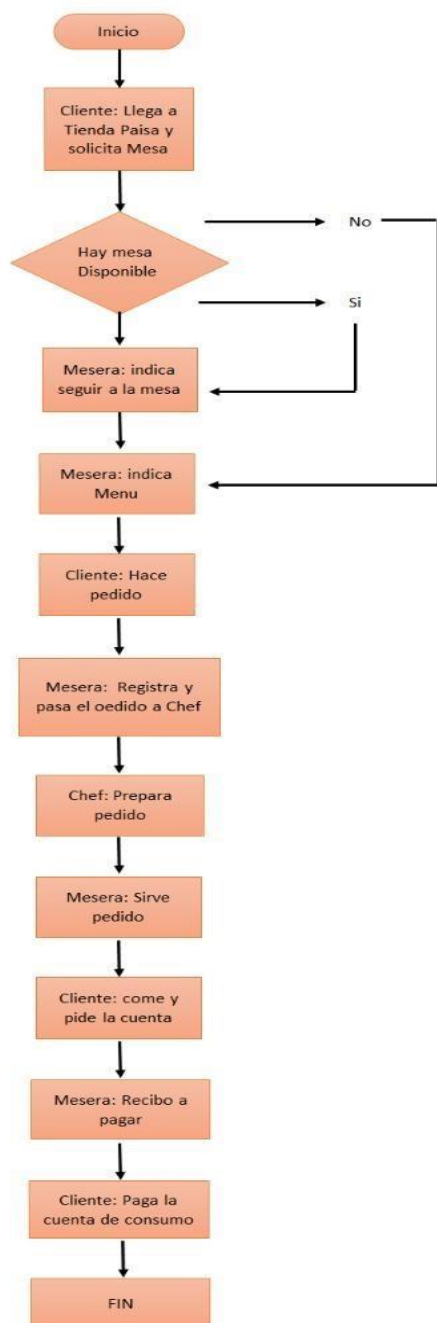 Inicio
Cliente: Llega a
Tienda Paisa y
solicita Mesa
No
Hay mesa
Disponible
Si
Mesera: indica
seguir a la mesa
Mesera: indica
Menu
Cliente: Hace
pedido
Mesera: Registra y
pasa el oedido a Chef
Chef: Prepara
pedido
Mesera: Sirve
pedido
Cliente: come y
pide la cuenta
Mesera: Recibo a
pagar
Cliente: Paga la
cuenta de consumo
FIN